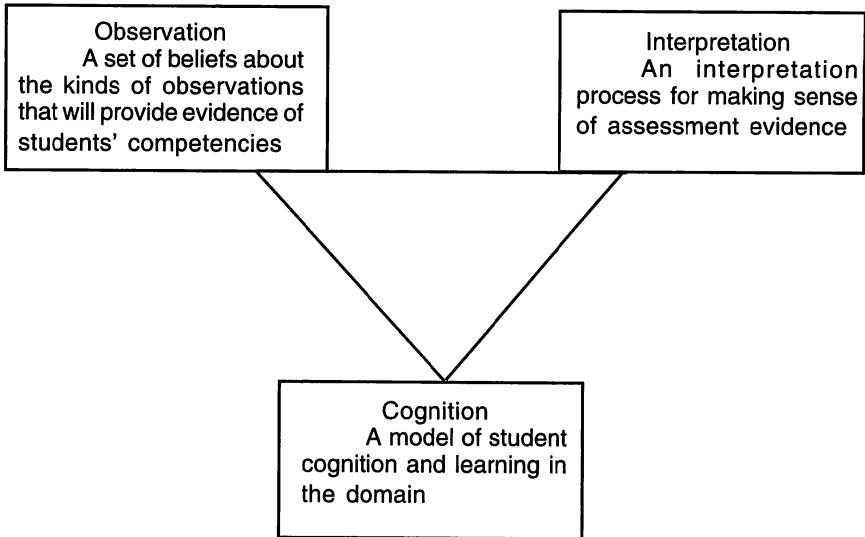 Observation
A set of beliefs about
the kinds of observations
that will provide evidence of
students' competencies
Interpretation
An interpretation
process for making sense
of assessment evidence
Cognition
A model of student
cognition and learning in
the domain